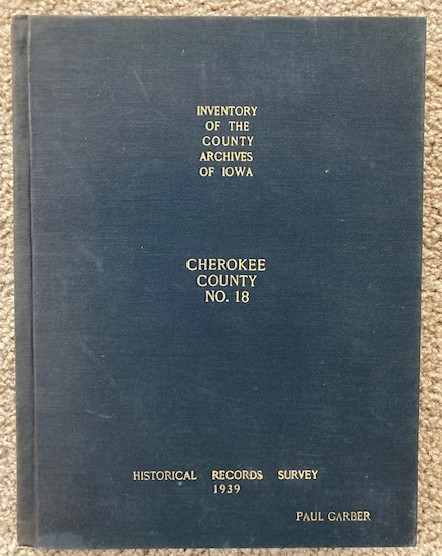 INVENTORY
OF THE
COUNTY
ARCHIVES
OF IOWA
CHEROKEE
COUNTY
NO. 18
HISTORICAL RECORDS SURVEY
1939
PAUL GARBER